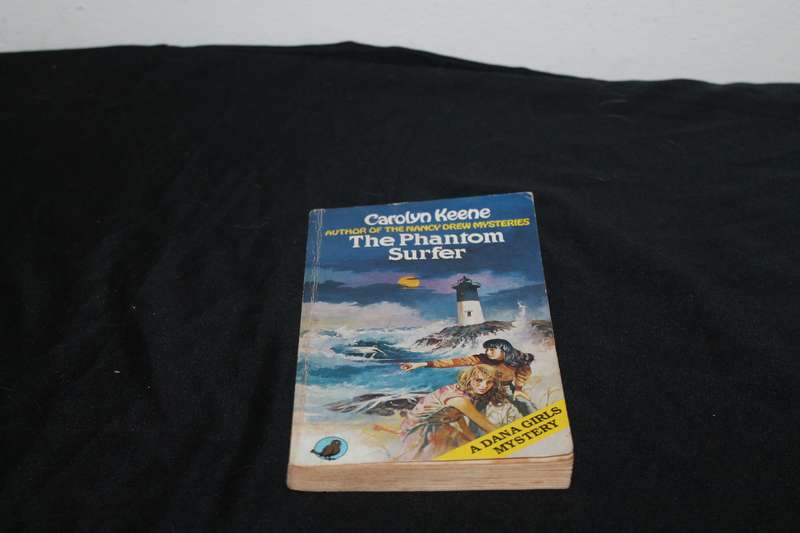 Carolyn Keene
AUTHOR OF THE NANCY DREW MYSTERIES
The Phantom
Surfer
A DANA GIRLS
MYSTERY